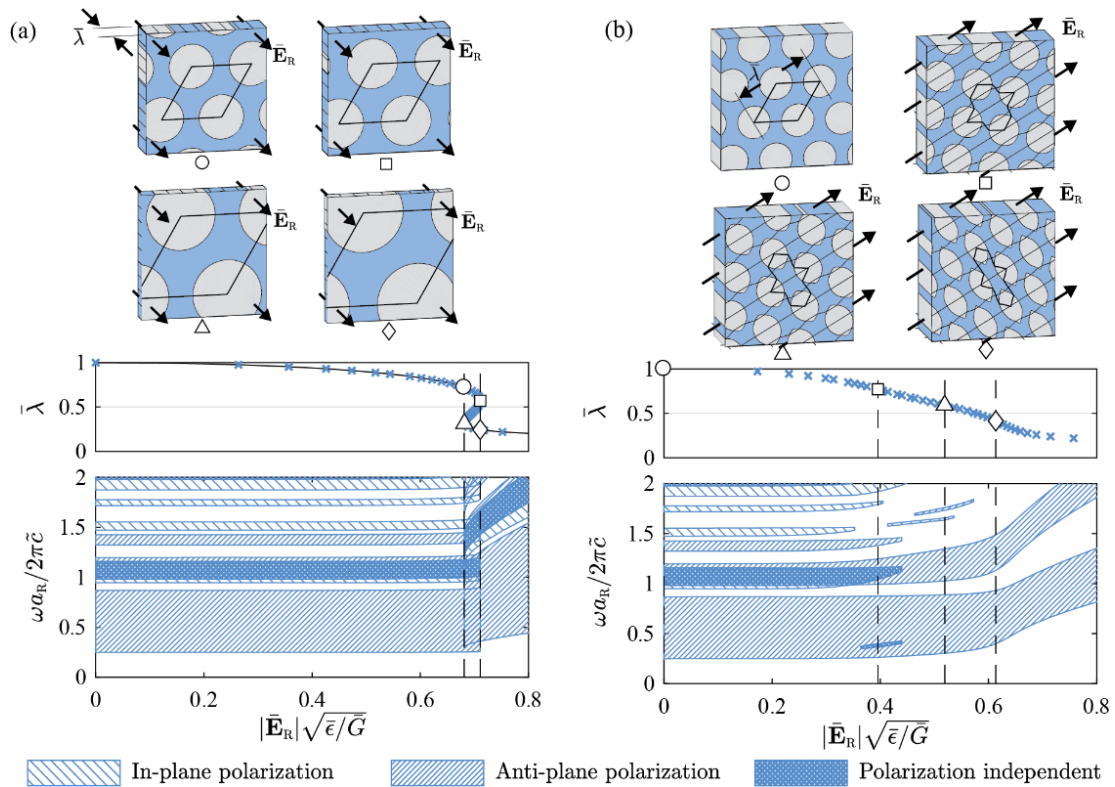 (a)
λ̄
Ē_R
Ē_R
Ē_R
Ē_R
λ̄
1
0.5
0
ωa_R/2πc̃
2
1.5
1
0.5
0
0
0.2
0.4
0.6
0.8
|Ē_R|√(ε̄/Ḡ)
(b)
λ̄
Ē_R
Ē_R
Ē_R
λ̄
1
0.5
0
ωa_R/2πc̃
2
1.5
1
0.5
0
0
0.2
0.4
0.6
0.8
|Ē_R|√(ε̄/Ḡ)
In-plane polarization
Anti-plane polarization
Polarization independent